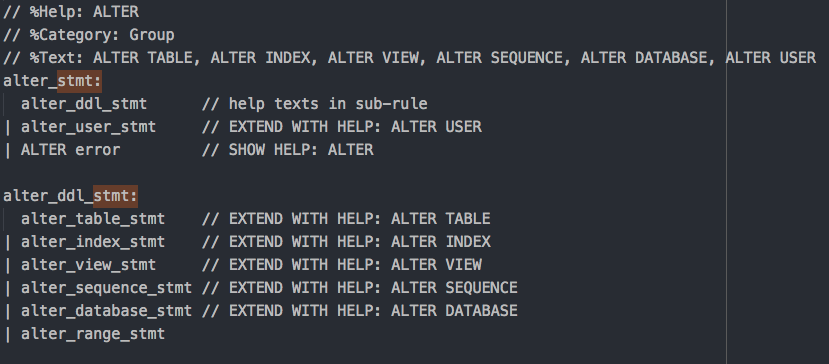 // %Help: ALTER
// %Category: Group
// %Text: ALTER TABLE, ALTER INDEX, ALTER VIEW, ALTER SEQUENCE, ALTER DATABASE, ALTER USER
alter_stmt:
  alter_ddl_stmt      // help texts in sub-rule
| alter_user_stmt     // EXTEND WITH HELP: ALTER USER
| ALTER error         // SHOW HELP: ALTER

alter_ddl_stmt:
  alter_table_stmt    // EXTEND WITH HELP: ALTER TABLE
| alter_index_stmt    // EXTEND WITH HELP: ALTER INDEX
| alter_view_stmt     // EXTEND WITH HELP: ALTER VIEW
| alter_sequence_stmt // EXTEND WITH HELP: ALTER SEQUENCE
| alter_database_stmt // EXTEND WITH HELP: ALTER DATABASE
| alter_range_stmt